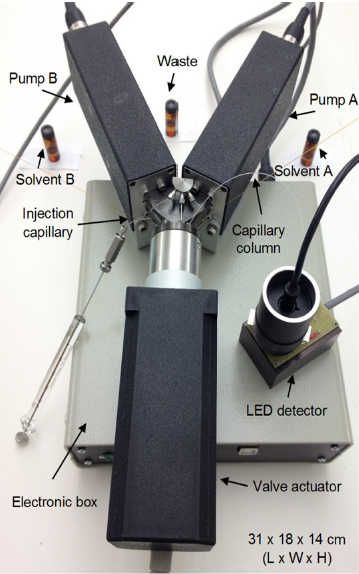 Waste
Pump B
Pump A
Solvent B
Solvent A
Injection
capillary
Capillary
column
LED detector
Electronic box
Valve actuator
31 x 18 x 14 cm
(L x W x H)